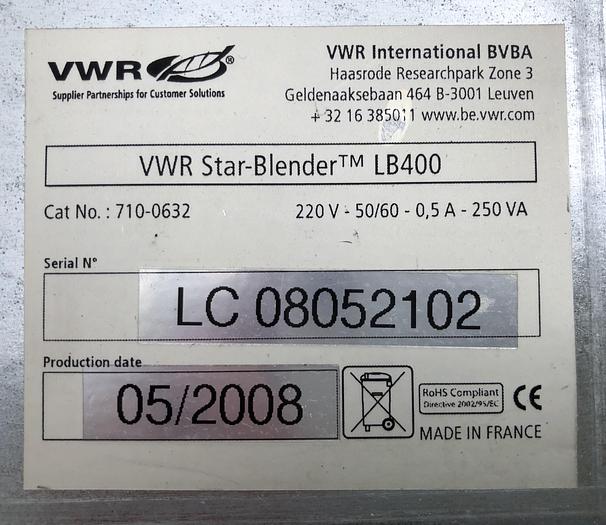 VWR®
Supplier Partnerships for Customer Solutions
VWR International BVBA
Haasrode Researchpark Zone 3
Geldenaaksebaan 464 B-3001 Leuven
+ 32 16 385011 www.be.vwr.com
VWR Star-Blender™ LB400
Cat No. : 710-0632
220 V - 50/60 - 0,5 A - 250 VA
Serial N°
LC 08052102
Production date
05/2008
RoHS Compliant
Directive 2002/95/EC
CE
MADE IN FRANCE